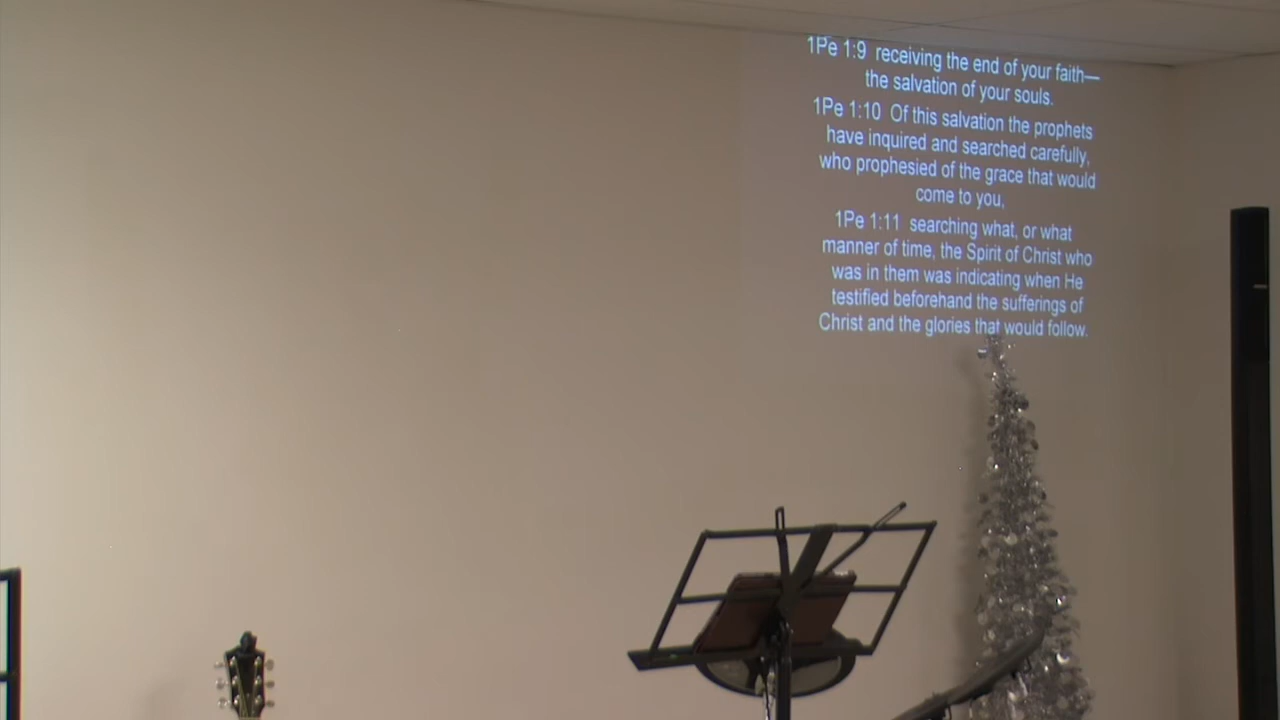 1Pe 1:9 receiving the end of your faith—
the salvation of your souls.
1Pe 1:10 Of this salvation the prophets
have inquired and searched carefully,
who prophesied of the grace that would
come to you,
1Pe 1:11 searching what, or what
manner of time, the Spirit of Christ who
was in them was indicating when He
testified beforehand the sufferings of
Christ and the glories that would follow.